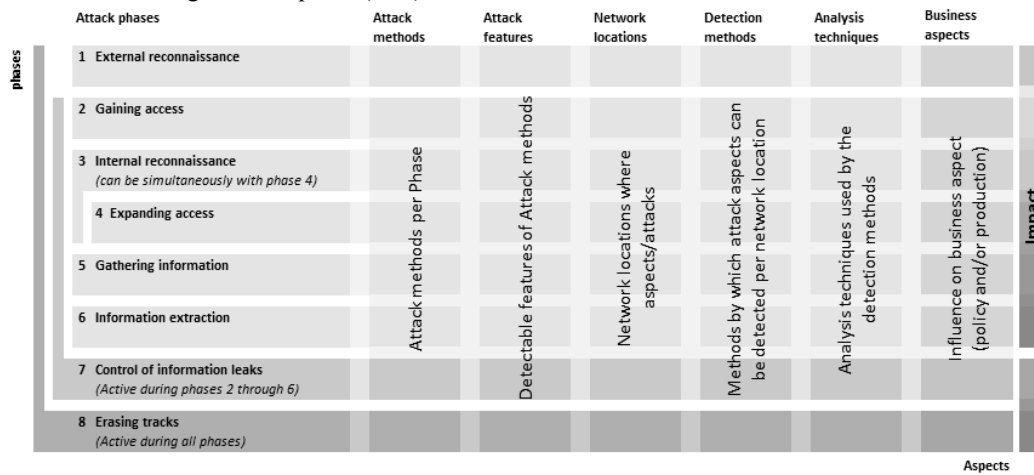 Attack phases
Attack methods
Attack features
Network locations
Detection methods
Analysis techniques
Business aspects
phases
1 External reconnaissance
2 Gaining access
3 Internal reconnaissance
(can be simultaneously with phase 4)
4 Expanding access
5 Gathering information
6 Information extraction
7 Control of information leaks
(Active during phases 2 through 6)
8 Erasing tracks
(Active during all phases)
Attack methods per Phase
Detectable features of Attack methods
Network locations where
aspects/attacks
Methods by which attack aspects can
be detected per network location
Analysis techniques used by the
detection methods
Influence on business aspect
(policy and/or production)
Impact
Aspects